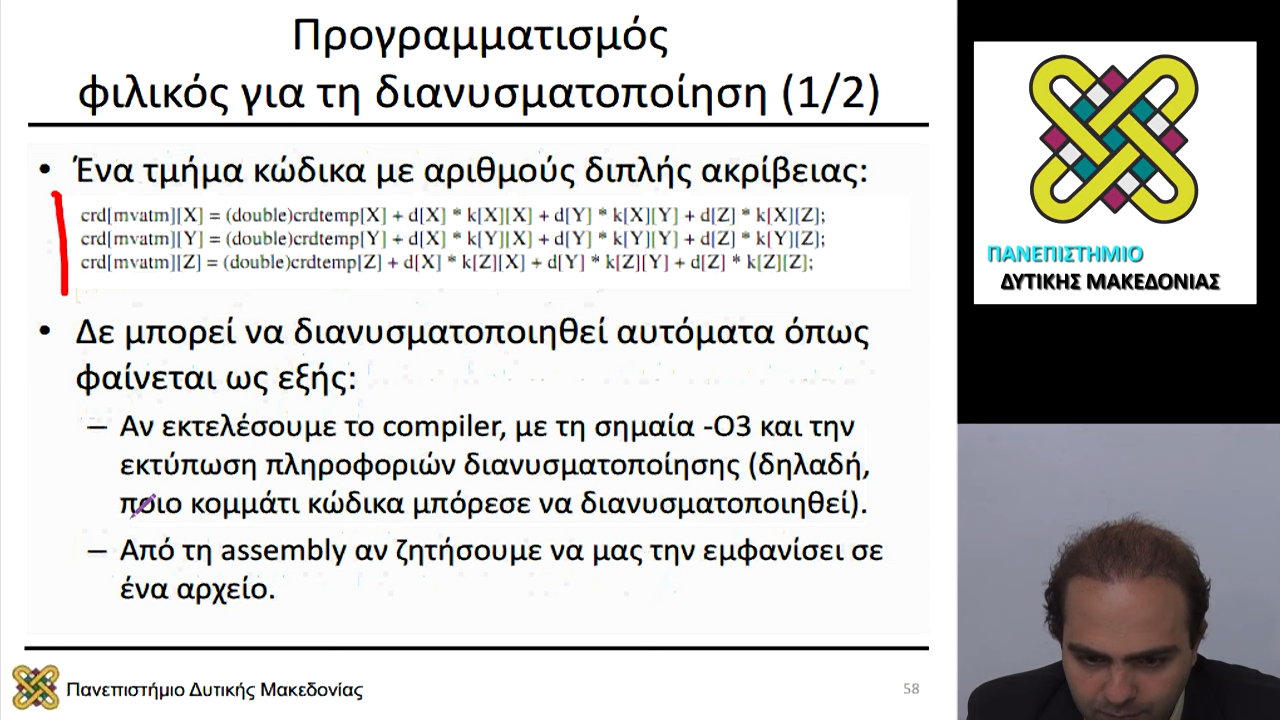 Προγραμματισμός
φιλικός για τη διανυσματοποίηση (1/2)
• Ένα τμήμα κώδικα με αριθμούς διπλής ακρίβειας:
crd[mvatm][X] = (double)crdtemp[X] + d[X] * k[X][X] + d[Y] * k[X][Y] + d[Z] * k[X][Z];
crd[mvatm][Y] = (double)crdtemp[Y] + d[X] * k[Y][X] + d[Y] * k[Y][Y] + d[Z] * k[Y][Z];
crd[mvatm][Z] = (double)crdtemp[Z] + d[X] * k[Z][X] + d[Y] * k[Z][Y] + d[Z] * k[Z][Z];
• Δε μπορεί να διανυσματοποιηθεί αυτόματα όπως
φαίνεται ως εξής:
– Αν εκτελέσουμε το compiler, με τη σημαία -O3 και την
εκτύπωση πληροφοριών διανυσματοποίησης (δηλαδή,
ποιο κομμάτι κώδικα μπόρεσε να διανυσματοποιηθεί).
– Από τη assembly αν ζητήσουμε να μας την εμφανίσει σε
ένα αρχείο.
Πανεπιστήμιο Δυτικής Μακεδονίας
58
ΠΑΝΕΠΙΣΤΗΜΙΟ
ΔΥΤΙΚΗΣ ΜΑΚΕΔΟΝΙΑΣ